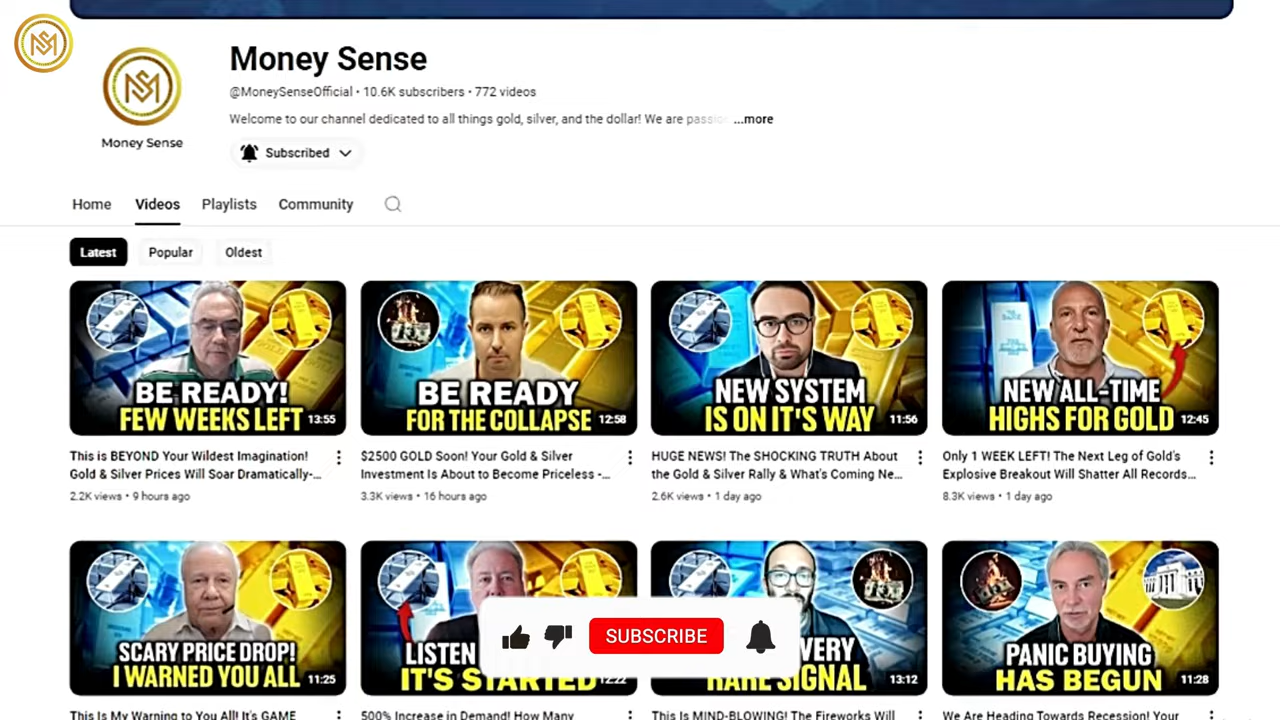 Money Sense
@MoneySenseOfficial • 10.6K subscribers • 772 videos
Welcome to our channel dedicated to all things gold, silver, and the dollar! We are ...more
Money Sense
Subscribed
Home Videos Playlists Community
Latest Popular Oldest
BE READY!
FEW WEEKS LEFT
13:55
BE READY
FOR THE COLLAPSE
12:58
NEW SYSTEM
IS ON IT'S WAY
11:56
NEW ALL-TIME
HIGHS FOR GOLD
12:45
This is BEYOND Your Wildest Imagination!
Gold & Silver Prices Will Soar Dramatically-...
2.2K views • 9 hours ago
$2500 GOLD Soon! Your Gold & Silver
Investment Is About to Become Priceless -...
3.3K views • 16 hours ago
HUGE NEWS! The SHOCKING TRUTH About
the Gold & Silver Rally & What's Coming Ne...
2.6K views • 1 day ago
Only 1 WEEK LEFT! The Next Leg of Gold's
Explosive Breakout Will Shatter All Records...
8.3K views • 1 day ago
SCARY PRICE DROP!
I WARNED YOU ALL
11:25
LISTEN
IT'S STARTED
12:22
SUBSCRIBE
RARE SIGNAL
13:12
PANIC BUYING
HAS BEGUN
11:28
This Is My Warning to You All! It's GAME
500% Increase in Demand! How Many
This Is MIND-BLOWING! The Fireworks Will
We Are Heading Towards Recession! Your